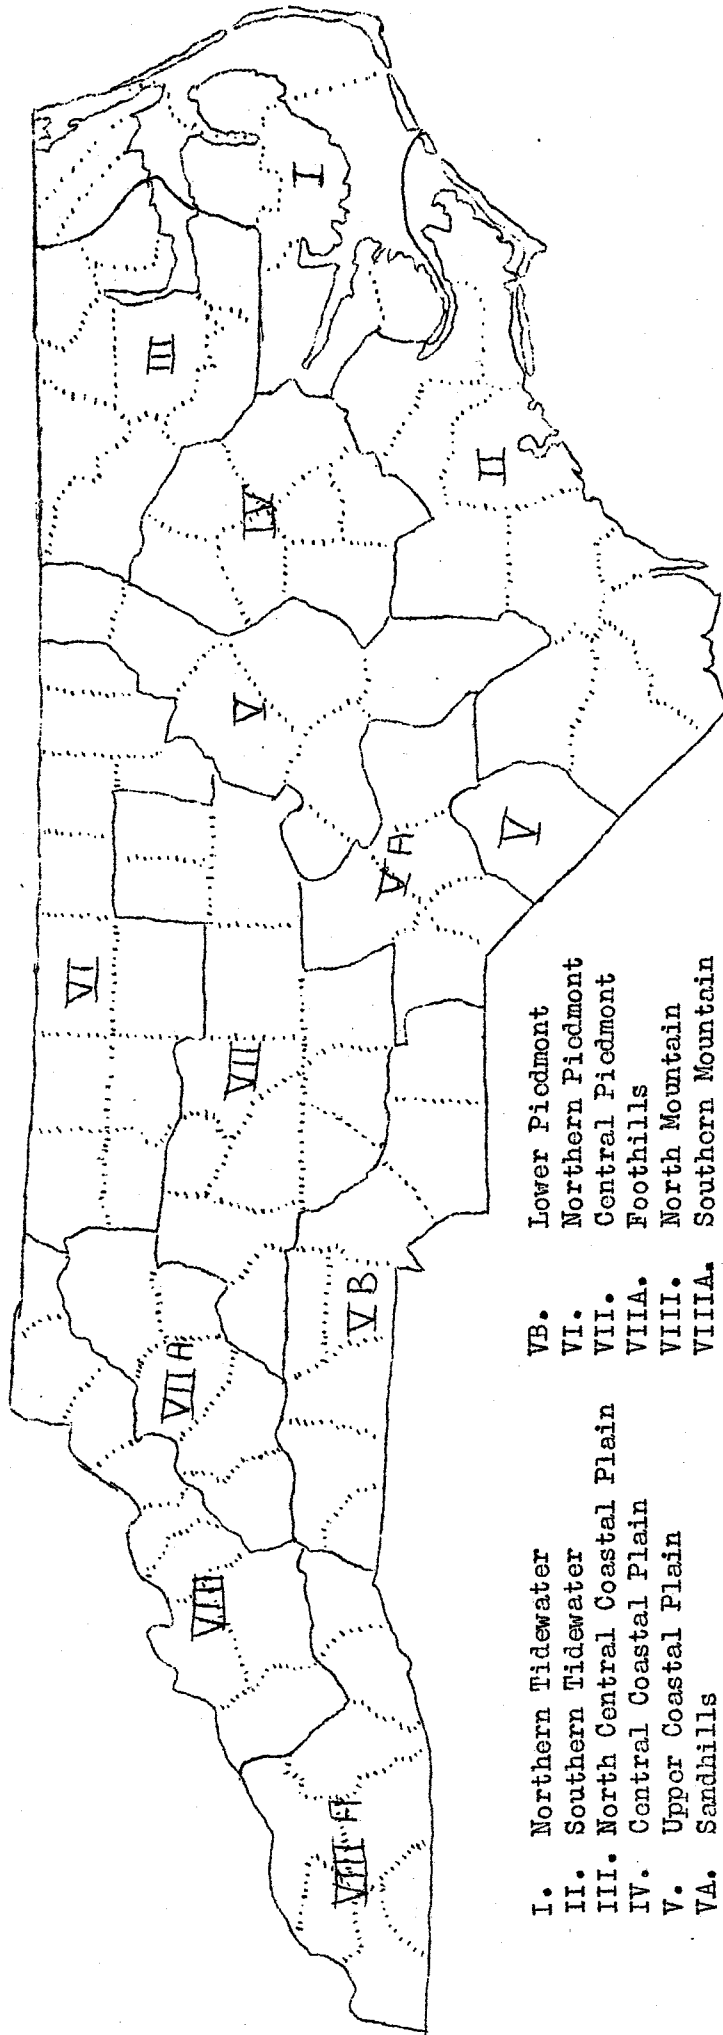 I
III
II
IV
V
V
VA
VI
VII
VB
VIIA
VIII
VIII A
I. Northern Tidewater
II. Southern Tidewater
III. North Central Coastal Plain
IV. Central Coastal Plain
V. Upper Coastal Plain
VA. Sandhills
VB. Lower Piedmont
VI. Northern Piedmont
VII. Central Piedmont
VIIA. Foothills
VIII. North Mountain
VIIIA. Southern Mountain